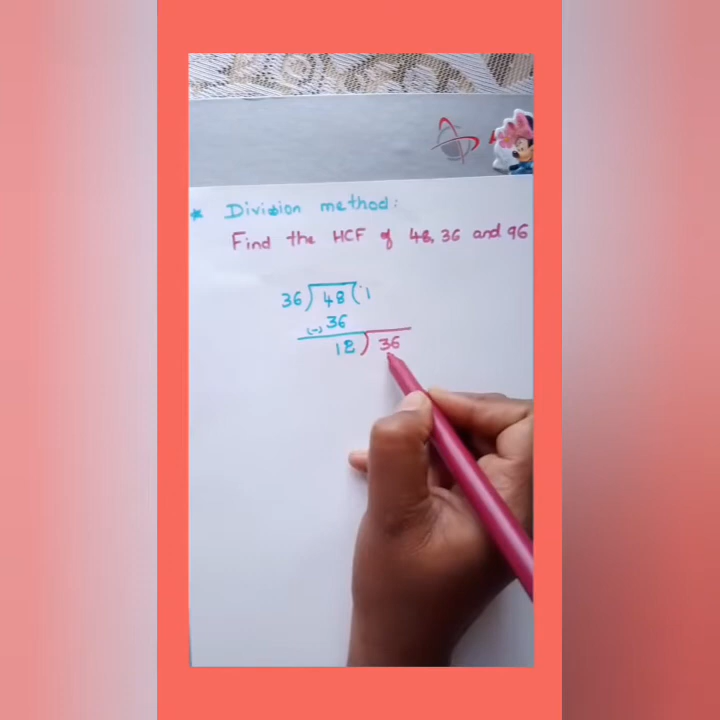 * Division method:
Find the HCF of 48, 36 and 96
36) 48 (1
(-) 36
12) 36